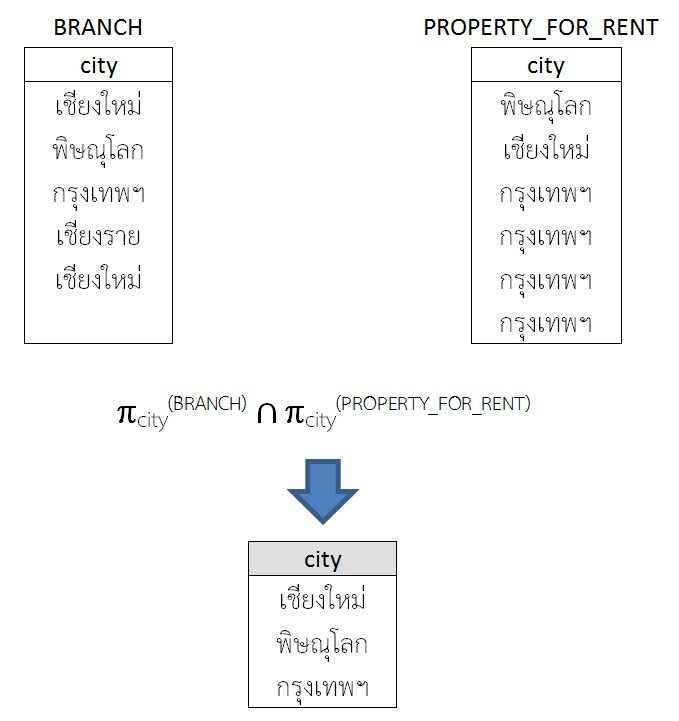 BRANCH
city
เชียงใหม่
พิษณุโลก
กรุงเทพฯ
เชียงราย
เชียงใหม่
PROPERTY_FOR_RENT
city
พิษณุโลก
เชียงใหม่
กรุงเทพฯ
กรุงเทพฯ
กรุงเทพฯ
กรุงเทพฯ
πcity(BRANCH) ∩ πcity(PROPERTY_FOR_RENT)
city
เชียงใหม่
พิษณุโลก
กรุงเทพฯ